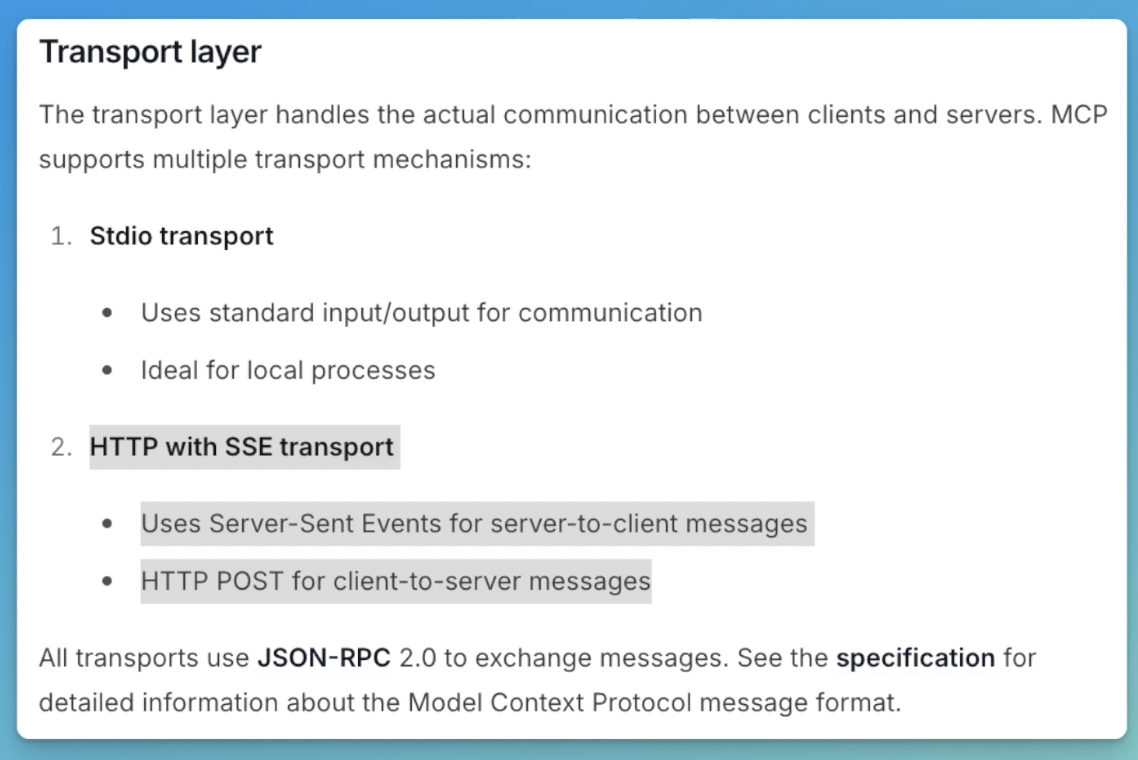 Transport layer
The transport layer handles the actual communication between clients and servers. MCP
supports multiple transport mechanisms:
1. Stdio transport
• Uses standard input/output for communication
• Ideal for local processes
2. HTTP with SSE transport
• Uses Server-Sent Events for server-to-client messages
• HTTP POST for client-to-server messages
All transports use JSON-RPC 2.0 to exchange messages. See the specification for
detailed information about the Model Context Protocol message format.